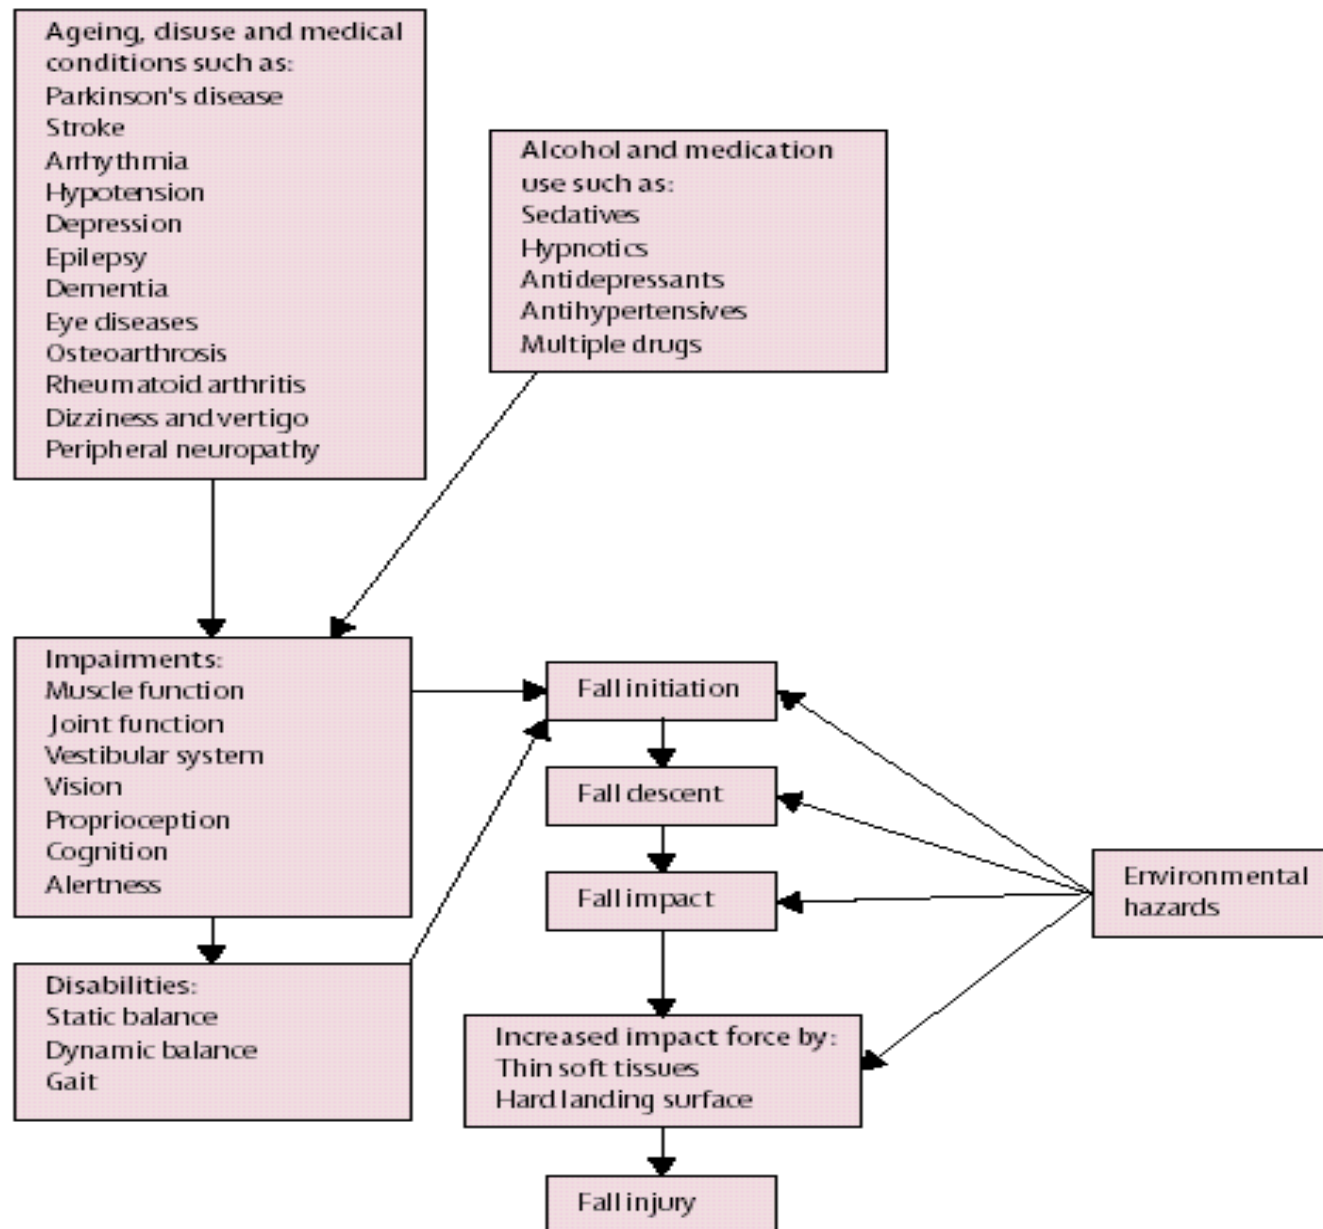 Ageing, disuse and medical
conditions such as:
Parkinson's disease
Stroke
Arrhythmia
Hypotension
Depression
Epilepsy
Dementia
Eye diseases
Osteoarthrosis
Rheumatoid arthritis
Dizziness and vertigo
Peripheral neuropathy
Alcohol and medication
use such as:
Sedatives
Hypnotics
Antidepressants
Antihypertensives
Multiple drugs
Impairments:
Muscle function
Joint function
Vestibular system
Vision
Proprioception
Cognition
Alertness
Disabilities:
Static balance
Dynamic balance
Gait
Fall initiation
Fall descent
Fall impact
Increased impact force by:
Thin soft tissues
Hard landing surface
Fall injury
Environmental
hazards